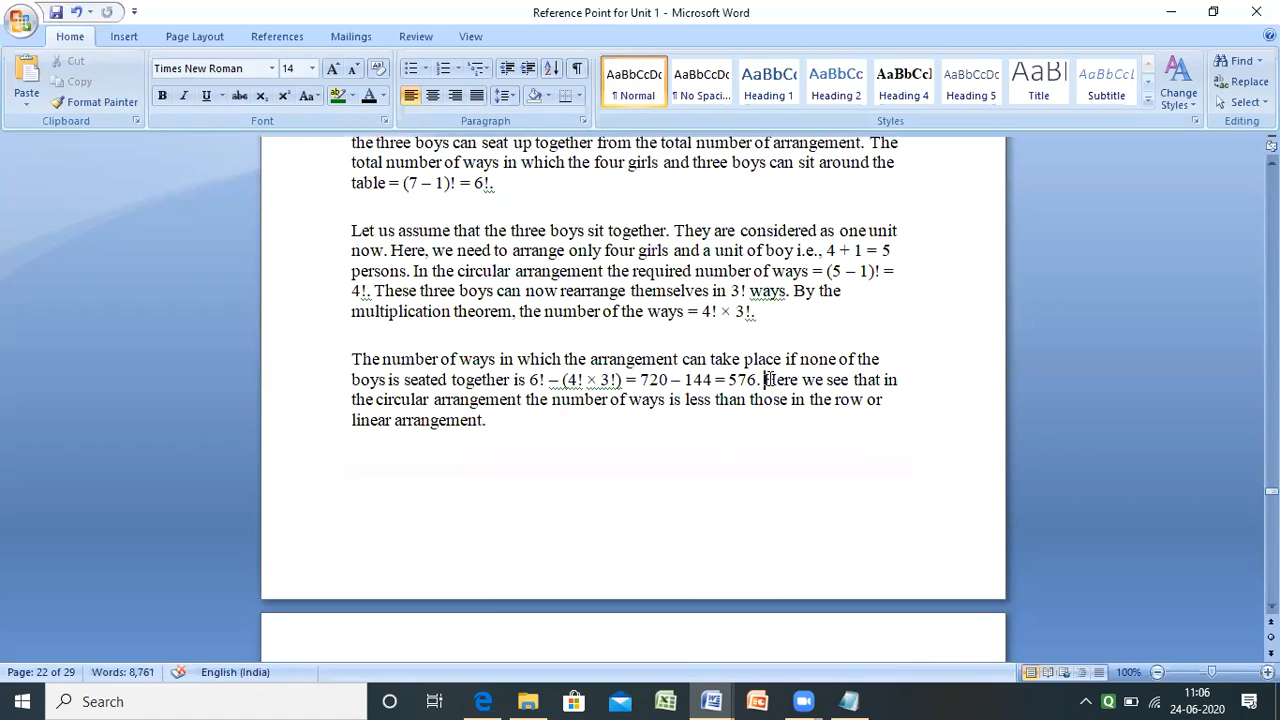 Reference Point for Unit 1 - Microsoft Word
Home Insert Page Layout References Mailings Review View
Cut
Copy
Format Painter
Paste
Clipboard
Times New Roman 14
Font
Paragraph
AaBbCcDc AaBbCcDc AaBbCc AaBbCc AaBbCc AaBbCcDc AaBl AaBbCcDc
¶ Normal ¶ No Spaci... Heading 1 Heading 2 Heading 4 Heading 5 Title Subtitle
Change Styles
Styles
Find
Replace
Select
Editing
the three boys can seat up together from the total number of arrangement. The
total number of ways in which the four girls and three boys can sit around the
table = (7 – 1)! = 6!.
Let us assume that the three boys sit together. They are considered as one unit
now. Here, we need to arrange only four girls and a unit of boy i.e., 4 + 1 = 5
persons. In the circular arrangement the required number of ways = (5 – 1)! =
4!. These three boys can now rearrange themselves in 3! ways. By the
multiplication theorem, the number of the ways = 4! × 3!.
The number of ways in which the arrangement can take place if none of the
boys is seated together is 6! – (4! × 3!) = 720 – 144 = 576. Here we see that in
the circular arrangement the number of ways is less than those in the row or
linear arrangement.
Page: 22 of 29 Words: 8,761 English (India) 100%
Search
11:06
24-06-2020